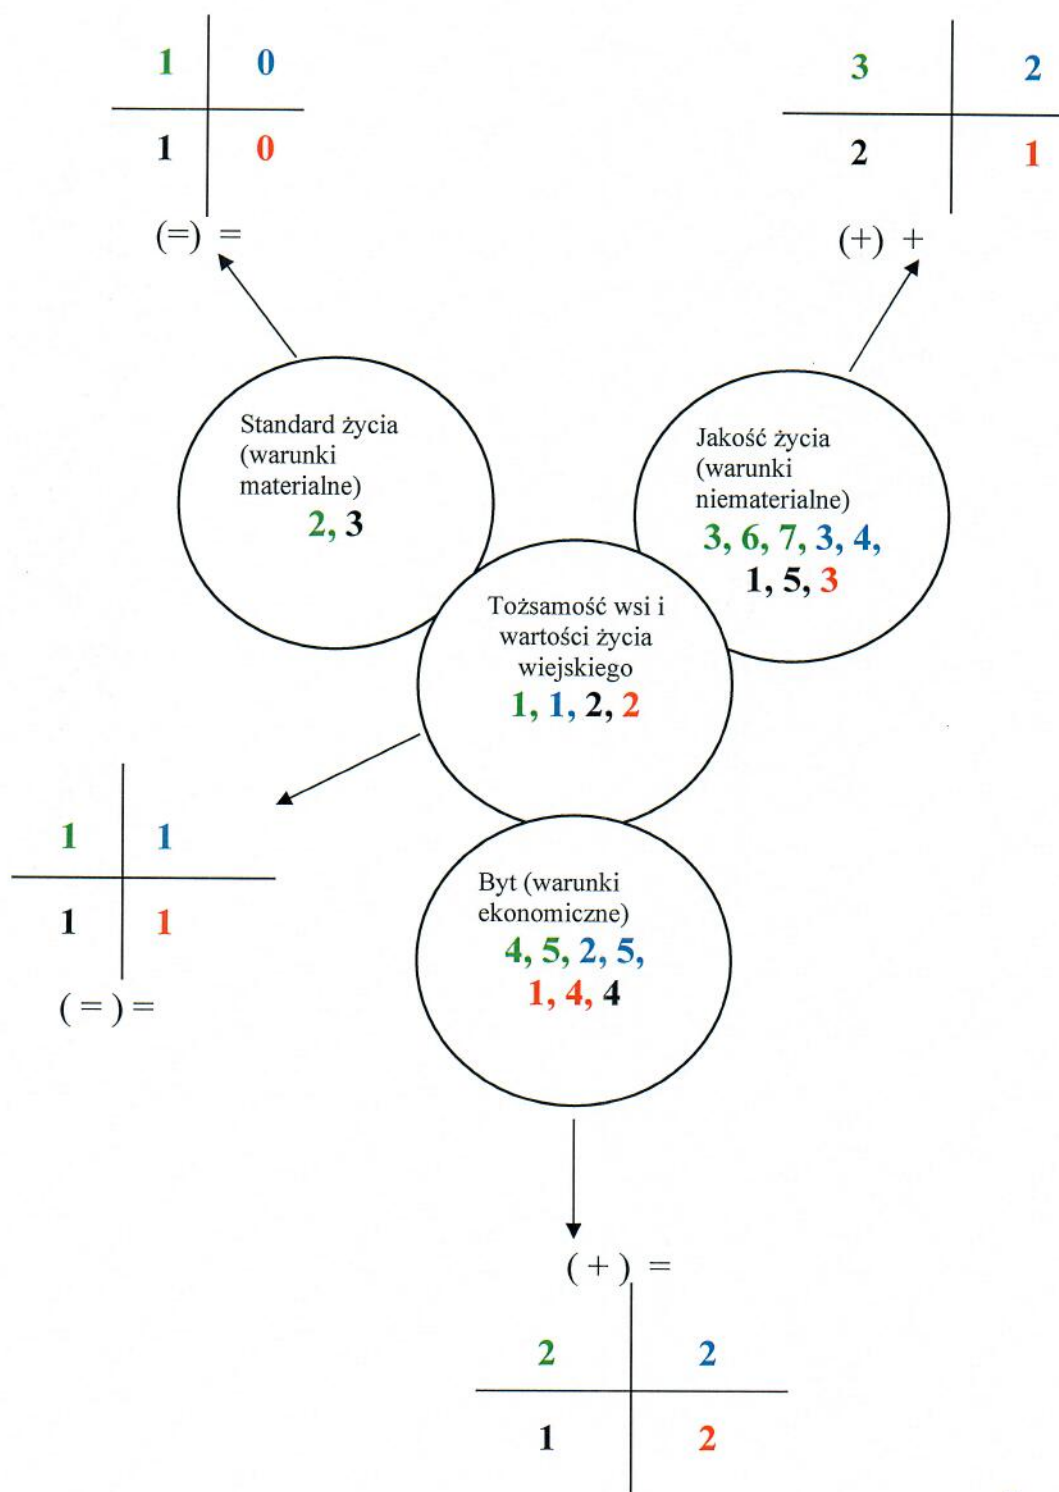 1 0
1 0
(=) =
3 2
2 1
(+) +
Standard życia
(warunki
materialne)
2, 3
Jakość życia
(warunki
niematerialne)
3, 6, 7, 3, 4,
1, 5, 3
Tożsamość wsi i
wartości życia
wiejskiego
1, 1, 2, 2
1 1
1 1
( = ) =
Byt (warunki
ekonomiczne)
4, 5, 2, 5,
1, 4, 4
( + ) =
2 2
1 2